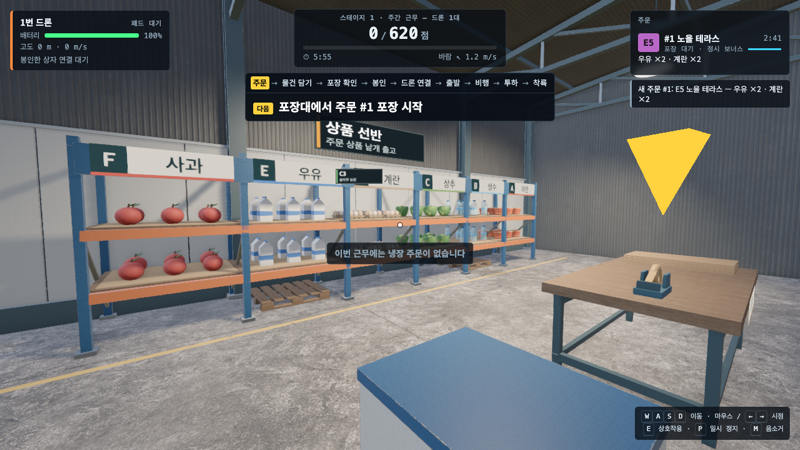 1번 드론 패드 대기
배터리 100%
고도 0 m · 0 m/s
봉인한 상자 연결 대기
스테이지 1 · 주간 근무 — 드론 1대
0/620점
5:55 바람 ↖ 1.2 m/s
주문 → 물건 담기 → 포장 확인 → 봉인 → 드론 연결 → 출발 → 비행 → 투하 → 착륙
다음 포장대에서 주문 #1 포장 시작
주문
E5 #1 노을 테라스 2:41
포장 대기 · 정시 보너스
우유 ×2 · 계란 ×2
새 주문 #1: E5 노을 테라스 — 우유 ×2 · 계란
×2
상품 선반
주문 상품 낱개 출고
F 사과
E 우유
C3
계란
C 상추
B 생수
A
이번 근무에는 냉장 주문이 없습니다
W A S D 이동 · 마우스 / ← → 시점
E 상호작용 · P 일시 정지 · M 음소거